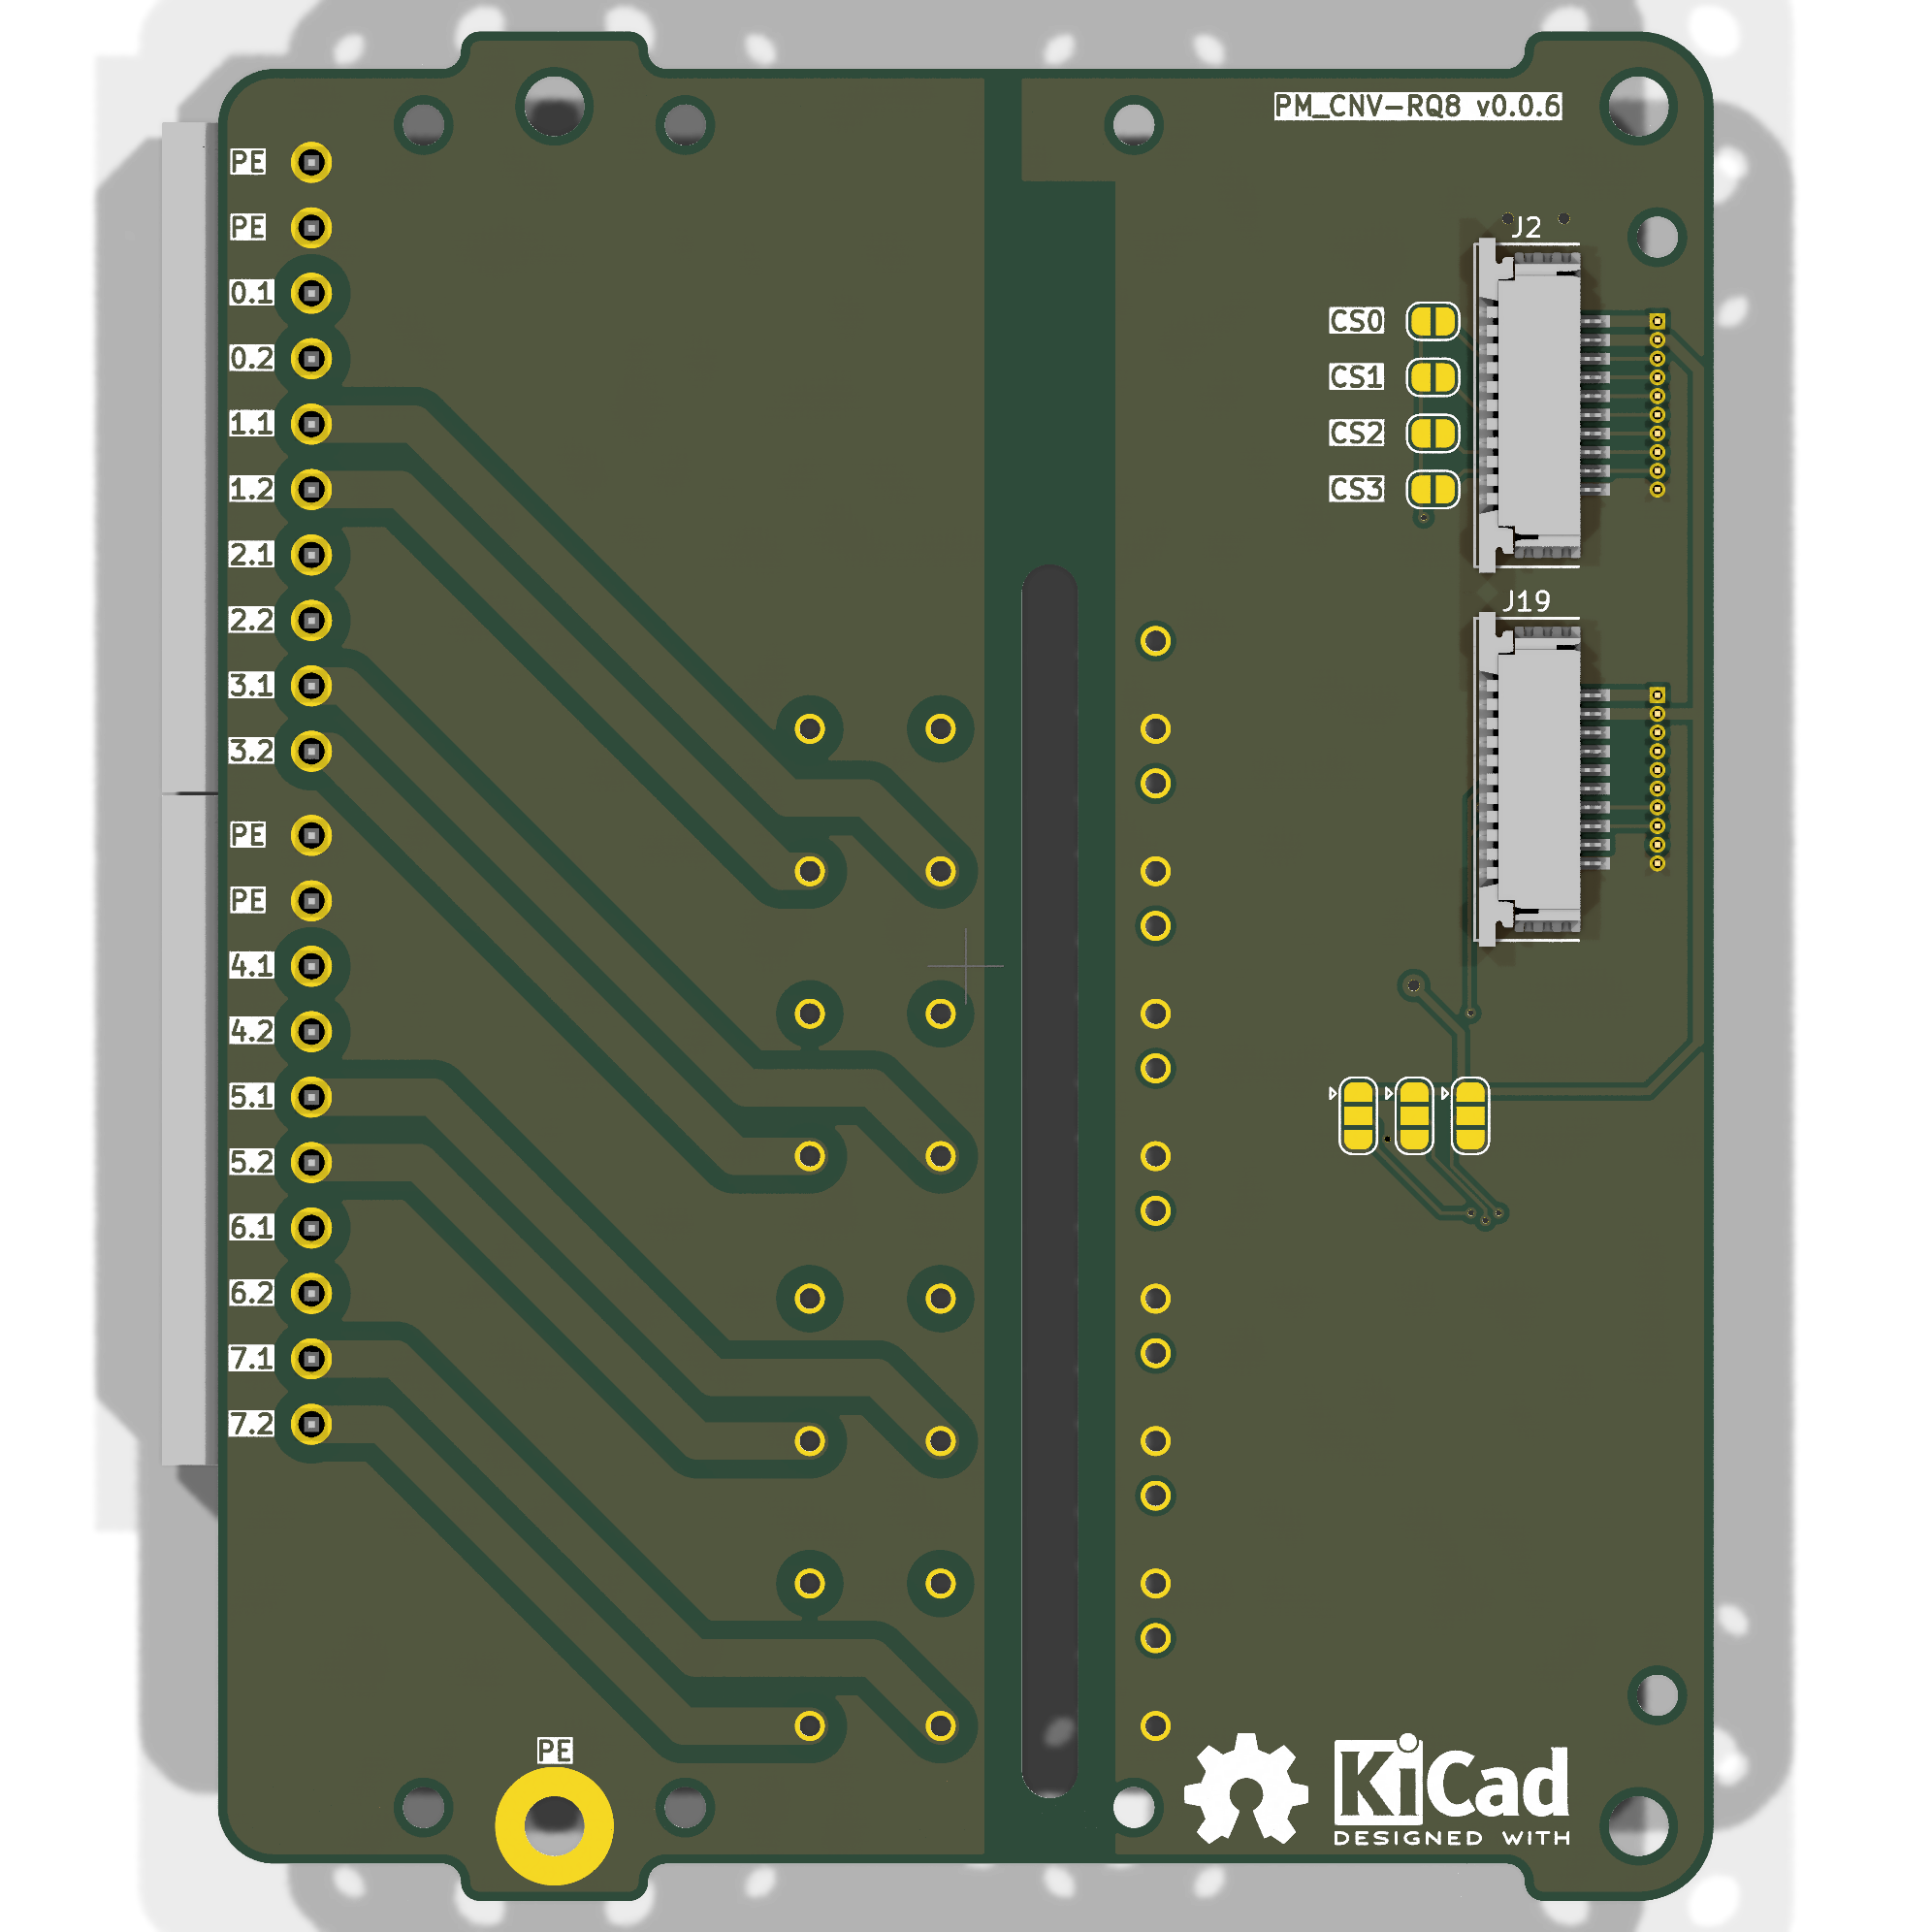 PM_CNV-RQ8 v0.0.6
PE
PE
0.1
0.2
1.1
1.2
2.1
2.2
3.1
3.2
PE
PE
4.1
4.2
5.1
5.2
6.1
6.2
7.1
7.2
J2
CS0
CS1
CS2
CS3
J19
PE
KiCad
DESIGNED WITH